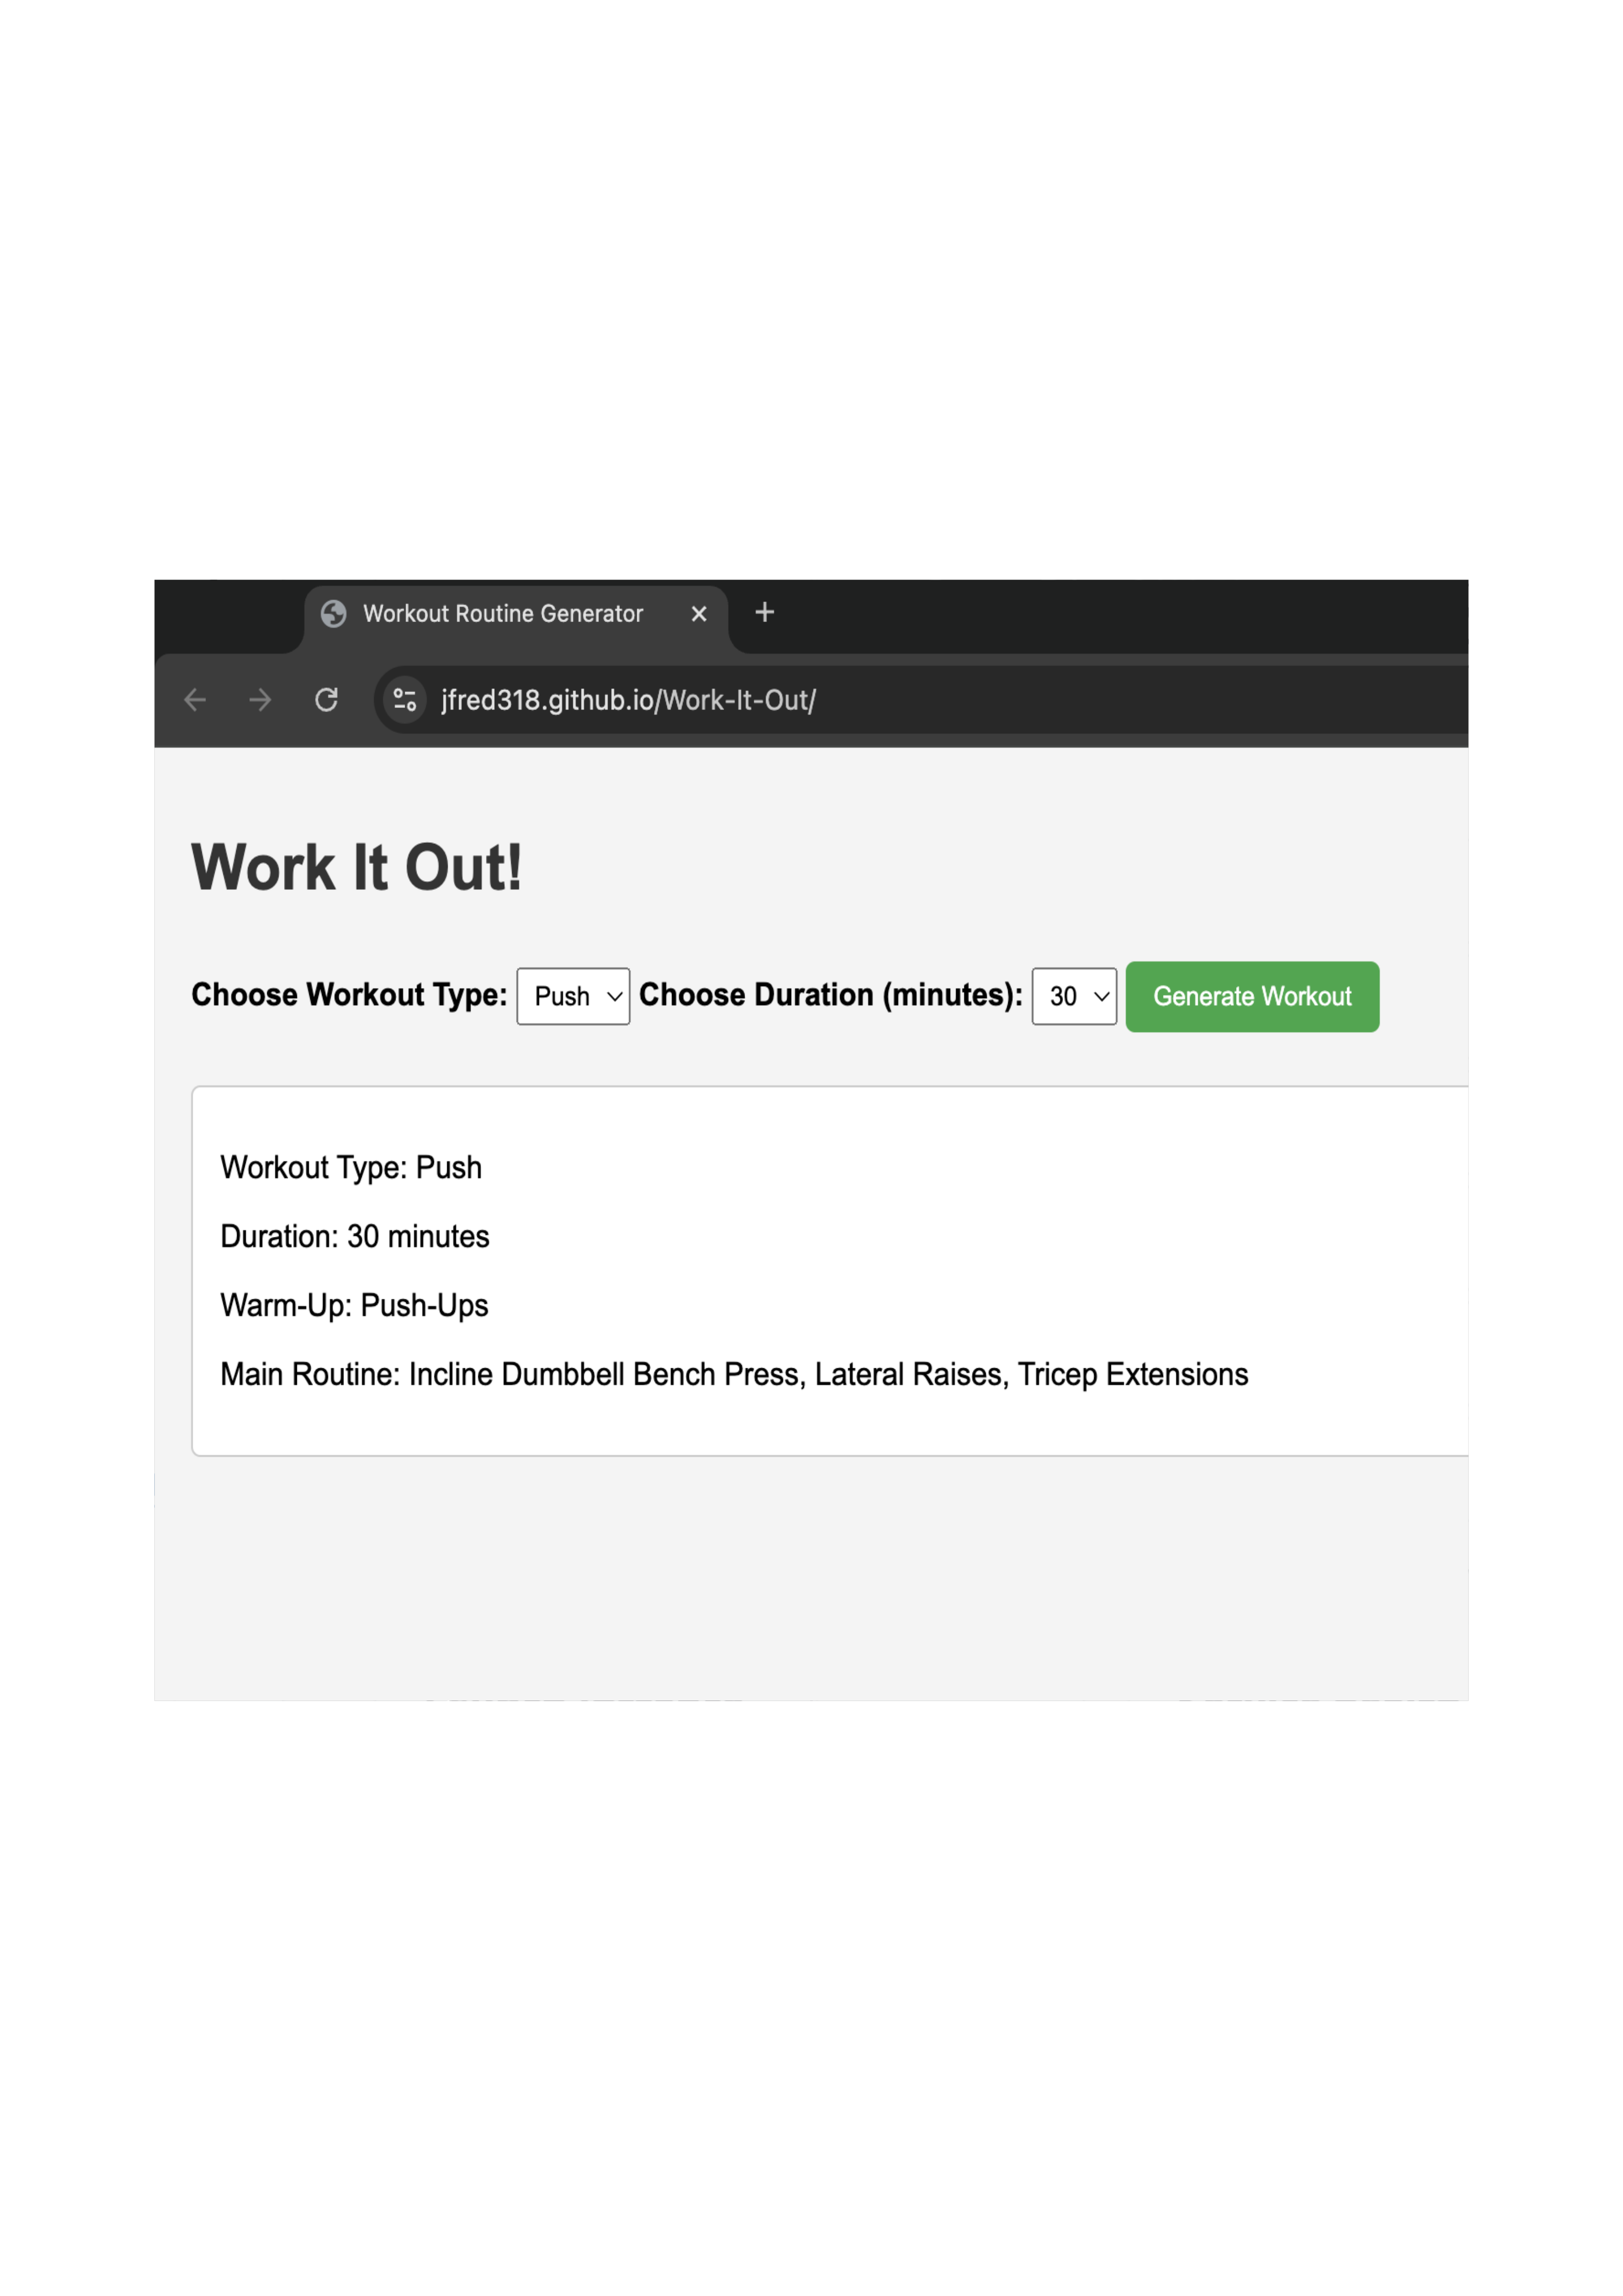 Workout Routine Generator
jfred318.github.io/Work-It-Out/
Work It Out!
Choose Workout Type: Push Choose Duration (minutes): 30 Generate Workout
Workout Type: Push
Duration: 30 minutes
Warm-Up: Push-Ups
Main Routine: Incline Dumbbell Bench Press, Lateral Raises, Tricep Extensions